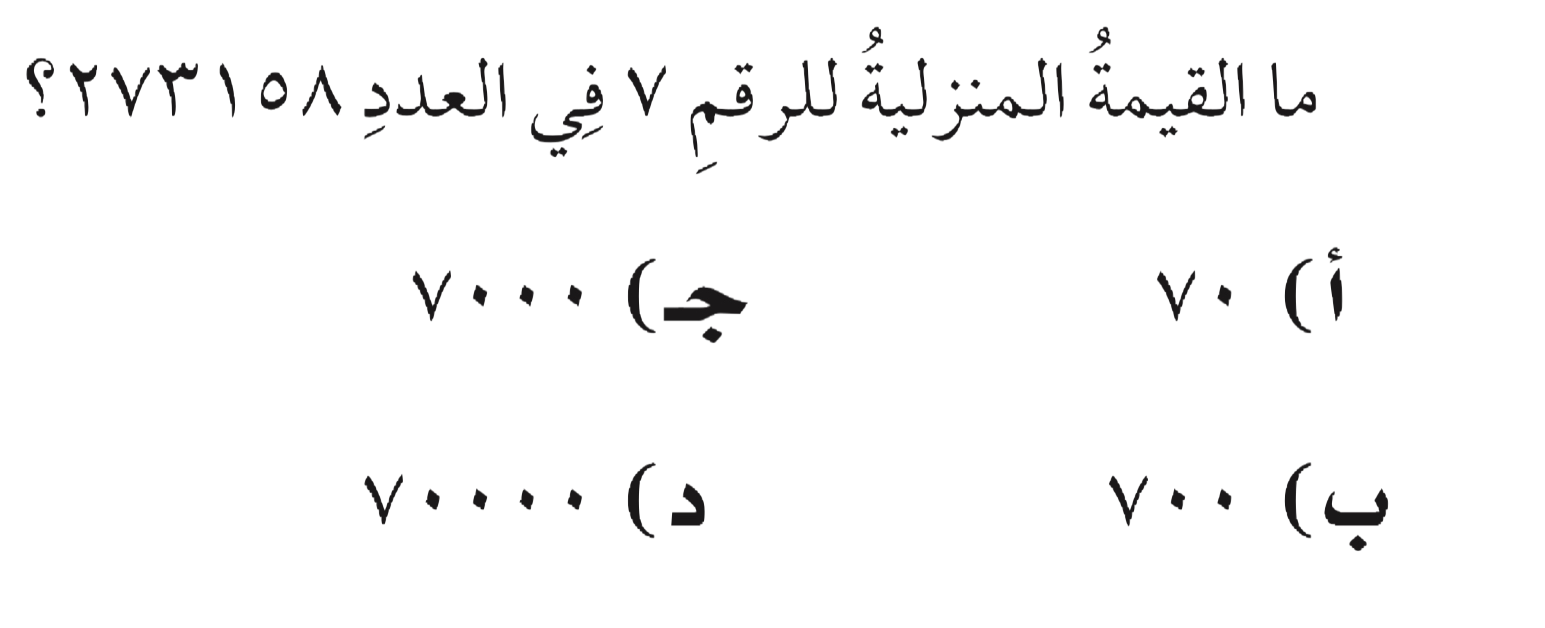 ما القيمةُ المنزليةُ للرقمِ ٧ فِي العددِ ٢٧٣١٥٨؟
أ) ٧٠ جـ) ٧٠٠٠
ب) ٧٠٠ د) ٧٠٠٠٠